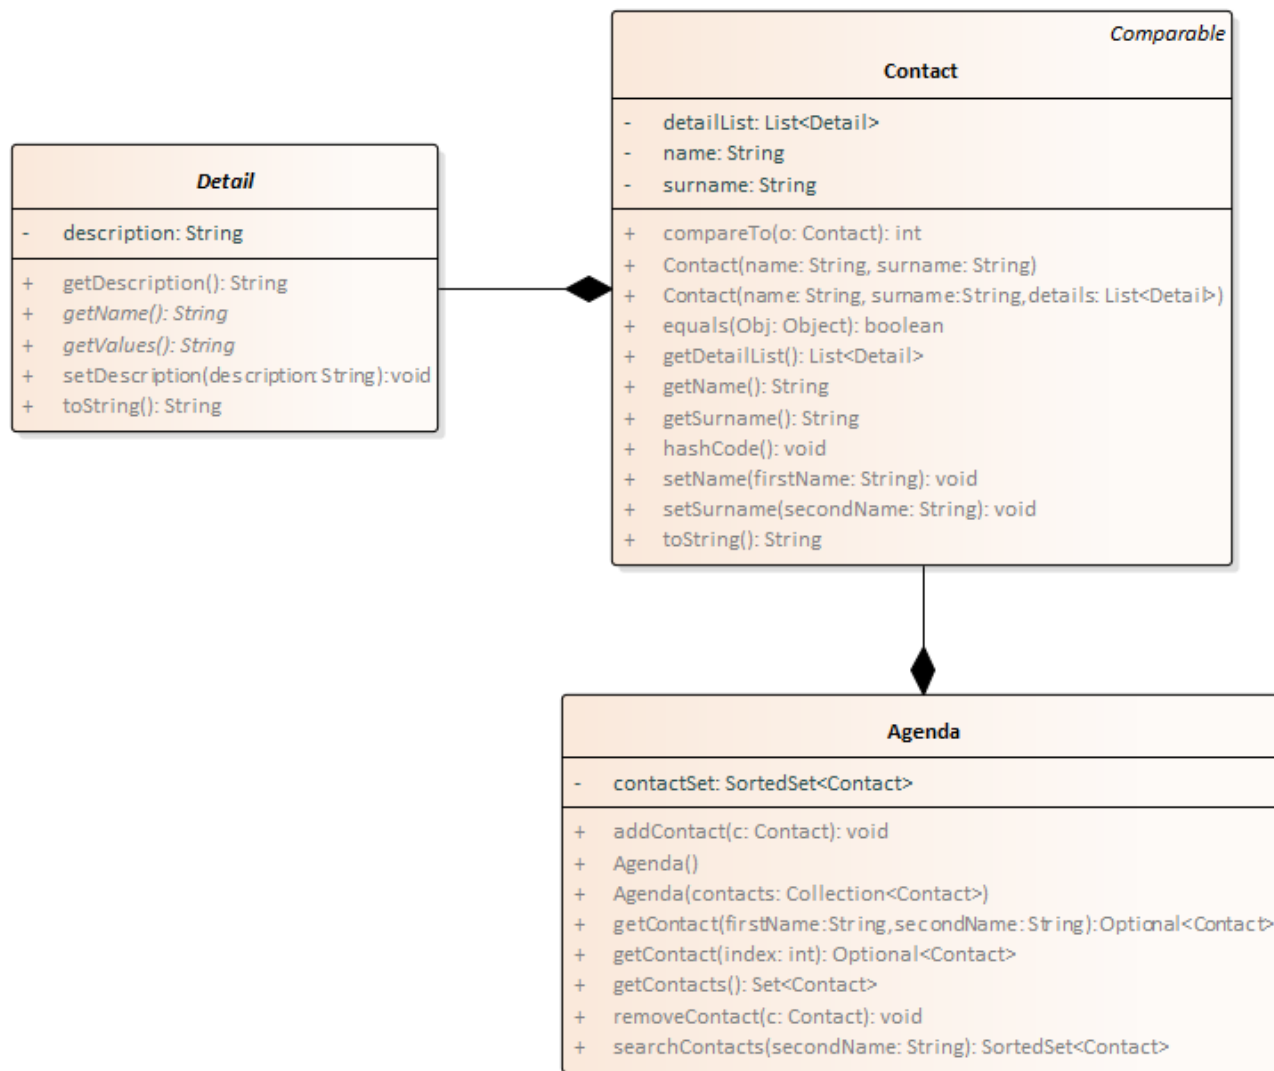 Detail
- description: String
+ getDescription(): String
+ getName(): String
+ getValues(): String
+ setDescription(description: String):void
+ toString(): String
Comparable
Contact
- detailList: List<Detail>
- name: String
- surname: String
+ compareTo(o: Contact): int
+ Contact(name: String, surname: String)
+ Contact(name: String, surname:String,details: List<Detail>)
+ equals(Obj: Object): boolean
+ getDetailList(): List<Detail>
+ getName(): String
+ getSurname(): String
+ hashCode(): void
+ setName(firstName: String): void
+ setSurname(secondName: String): void
+ toString(): String
Agenda
- contactSet: SortedSet<Contact>
+ addContact(c: Contact): void
+ Agenda()
+ Agenda(contacts: Collection<Contact>)
+ getContact(firstName:String,secondName: String):Optional<Contact>
+ getContact(index: int): Optional<Contact>
+ getContacts(): Set<Contact>
+ removeContact(c: Contact): void
+ searchContacts(secondName: String): SortedSet<Contact>